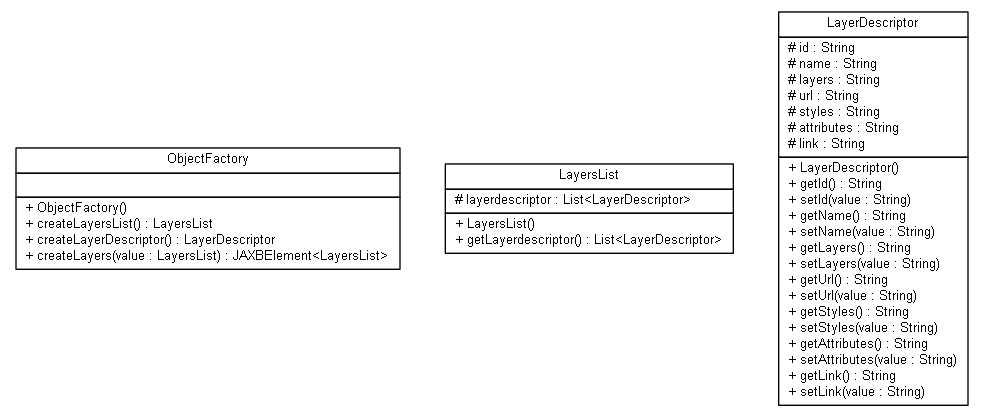 ObjectFactory
+ ObjectFactory()
+ createLayersList() : LayersList
+ createLayerDescriptor() : LayerDescriptor
+ createLayers(value : LayersList) : JAXBElement<LayersList>
LayersList
# layerdescriptor : List<LayerDescriptor>
+ LayersList()
+ getLayerdescriptor() : List<LayerDescriptor>
LayerDescriptor
# id : String
# name : String
# layers : String
# url : String
# styles : String
# attributes : String
# link : String
+ LayerDescriptor()
+ getId() : String
+ setId(value : String)
+ getName() : String
+ setName(value : String)
+ getLayers() : String
+ setLayers(value : String)
+ getUrl() : String
+ setUrl(value : String)
+ getStyles() : String
+ setStyles(value : String)
+ getAttributes() : String
+ setAttributes(value : String)
+ getLink() : String
+ setLink(value : String)